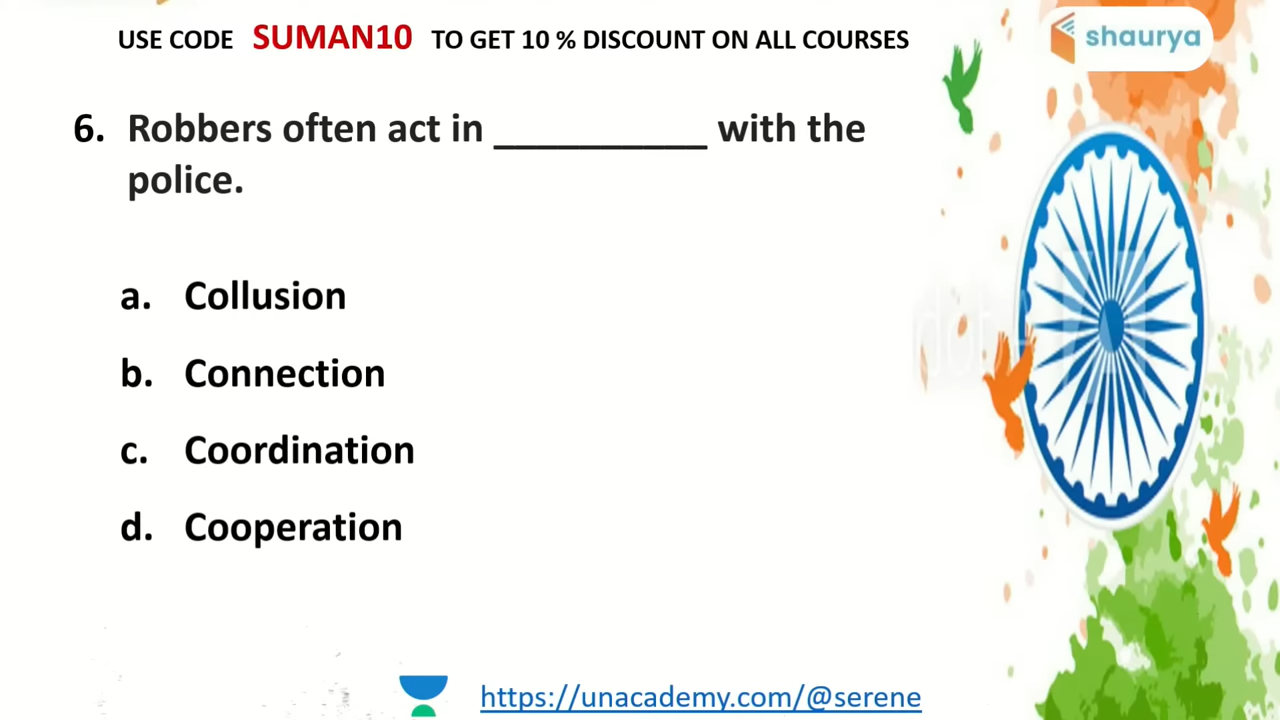 USE CODE SUMAN10 TO GET 10 % DISCOUNT ON ALL COURSES
shaurya
6. Robbers often act in __________ with the
police.
a. Collusion
b. Connection
c. Coordination
d. Cooperation
https://unacademy.com/@serene